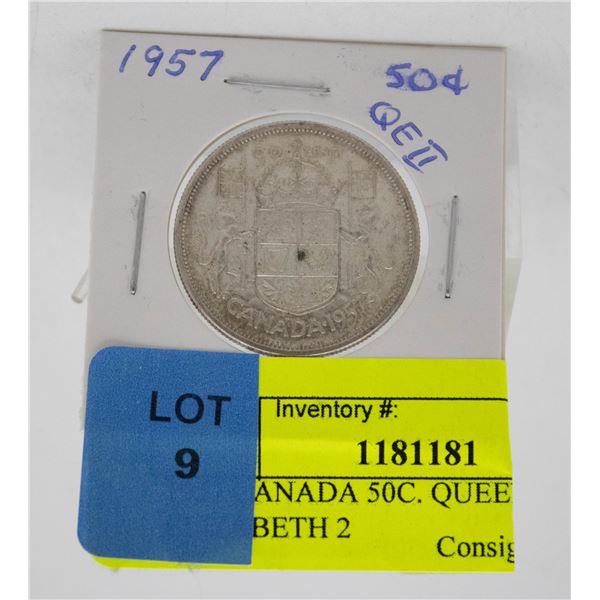 1957
50¢
QEII
50 CENTS
CANADA 1957
LOT
9
Inventory #:
1181181
ANADA 50C. QUEE
BETH 2
Consig